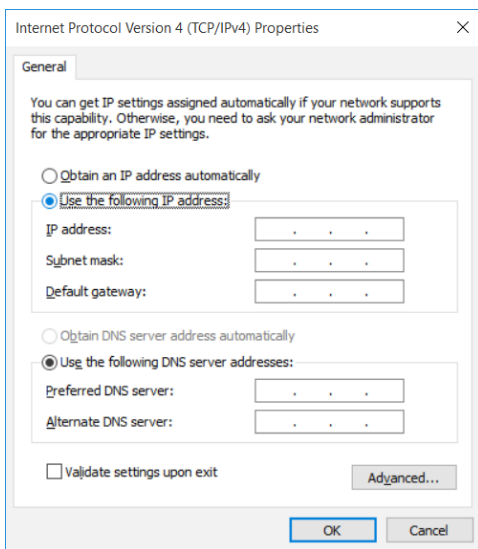 Internet Protocol Version 4 (TCP/IPv4) Properties
General
You can get IP settings assigned automatically if your network supports
this capability. Otherwise, you need to ask your network administrator
for the appropriate IP settings.
Obtain an IP address automatically
Use the following IP address:
IP address:
. . .
Subnet mask:
. . .
Default gateway:
. . .
Obtain DNS server address automatically
Use the following DNS server addresses:
Preferred DNS server:
. . .
Alternate DNS server:
. . .
Validate settings upon exit
Advanced...
OK
Cancel